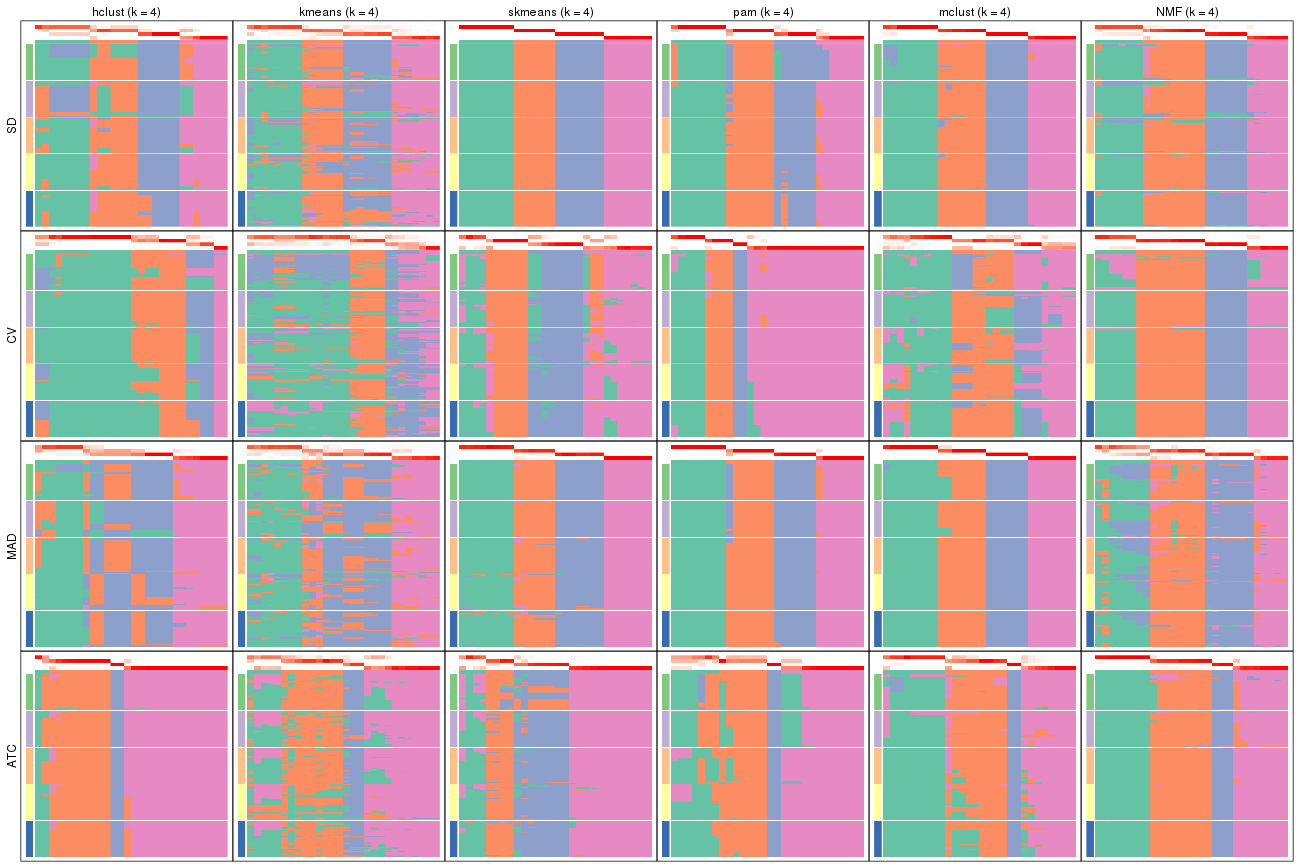 hclust (k = 4) kmeans (k = 4) skmeans (k = 4) pam (k = 4) mclust (k = 4) NMF (k = 4)
SD
CV
MAD
ATC